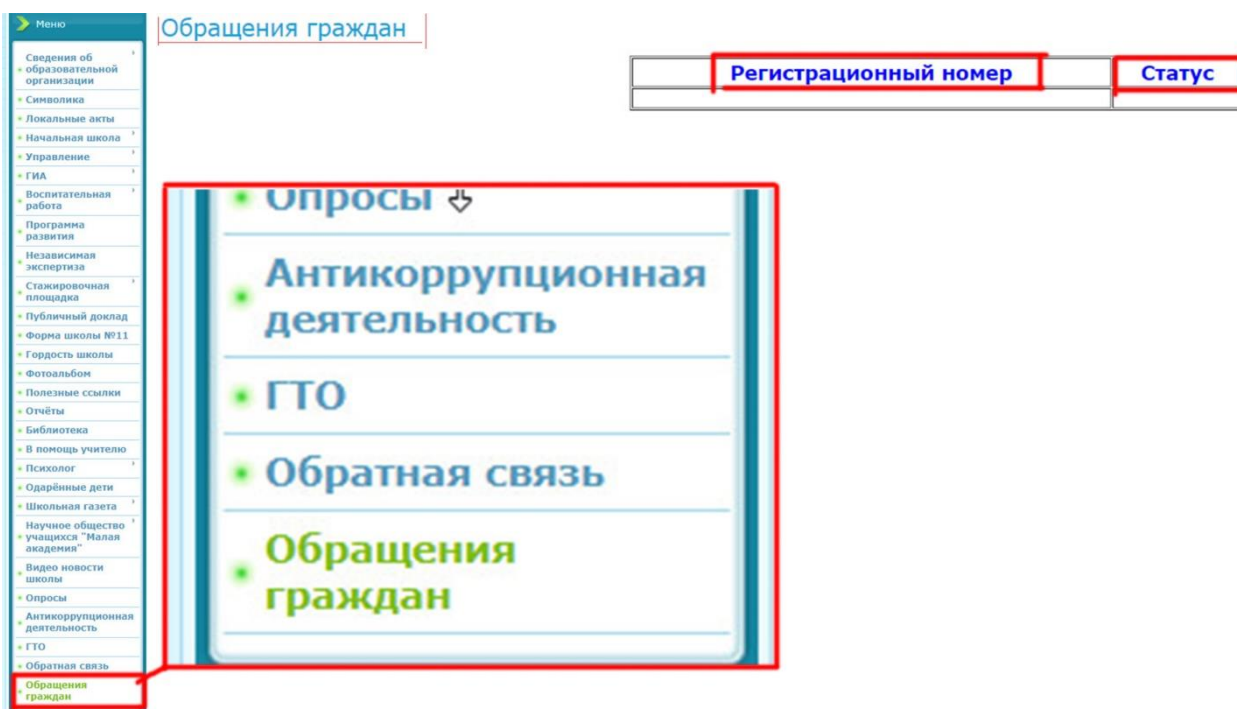 Меню
Сведения об
образовательной
организации
Символика
Локальные акты
Начальная школа
Управление
ГИА
Воспитательная
работа
Программа
развития
Независимая
экспертиза
Стажировочная
площадка
Публичный доклад
Форма школы №11
Гордость школы
Фотоальбом
Полезные ссылки
Отчёты
Библиотека
В помощь учителю
Психолог
Одарённые дети
Школьная газета
Научное общество
учащихся "Малая
академия"
Видео новости
школы
Опросы
Антикоррупционная
деятельность
ГТО
Обратная связь
Обращения
граждан
Обращения граждан
Регистрационный номер Статус
Опросы
Антикоррупционная
деятельность
ГТО
Обратная связь
Обращения
граждан